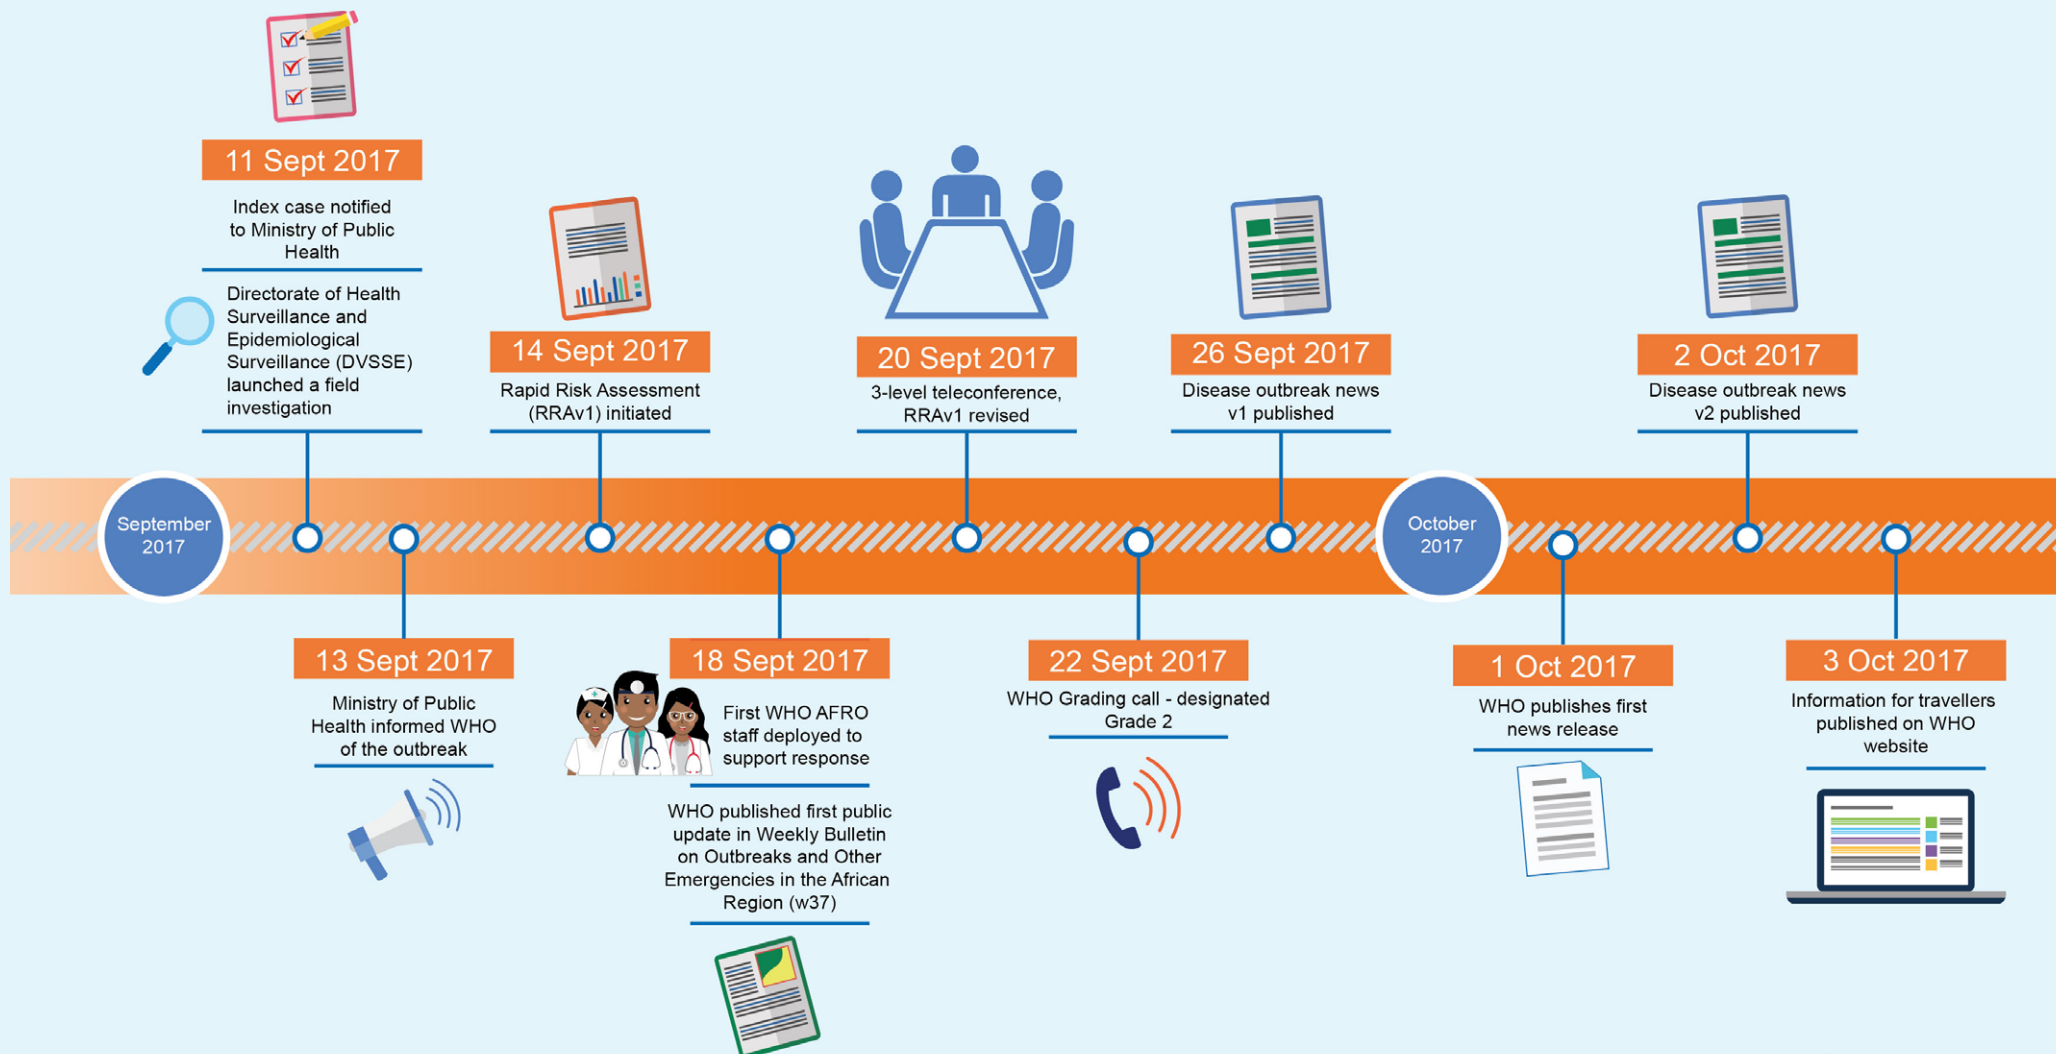 11 Sept 2017
Index case notified
to Ministry of Public
Health
Directorate of Health
Surveillance and
Epidemiological
Surveillance (DVSSE)
launched a field
investigation
14 Sept 2017
Rapid Risk Assessment
(RRAv1) initiated
20 Sept 2017
3-level teleconference,
RRAv1 revised
26 Sept 2017
Disease outbreak news
v1 published
2 Oct 2017
Disease outbreak news
v2 published
September
2017
October
2017
13 Sept 2017
Ministry of Public
Health informed WHO
of the outbreak
18 Sept 2017
First WHO AFRO
staff deployed to
support response
WHO published first public
update in Weekly Bulletin
on Outbreaks and Other
Emergencies in the African
Region (w37)
22 Sept 2017
WHO Grading call - designated
Grade 2
1 Oct 2017
WHO publishes first
news release
3 Oct 2017
Information for travellers
published on WHO
website